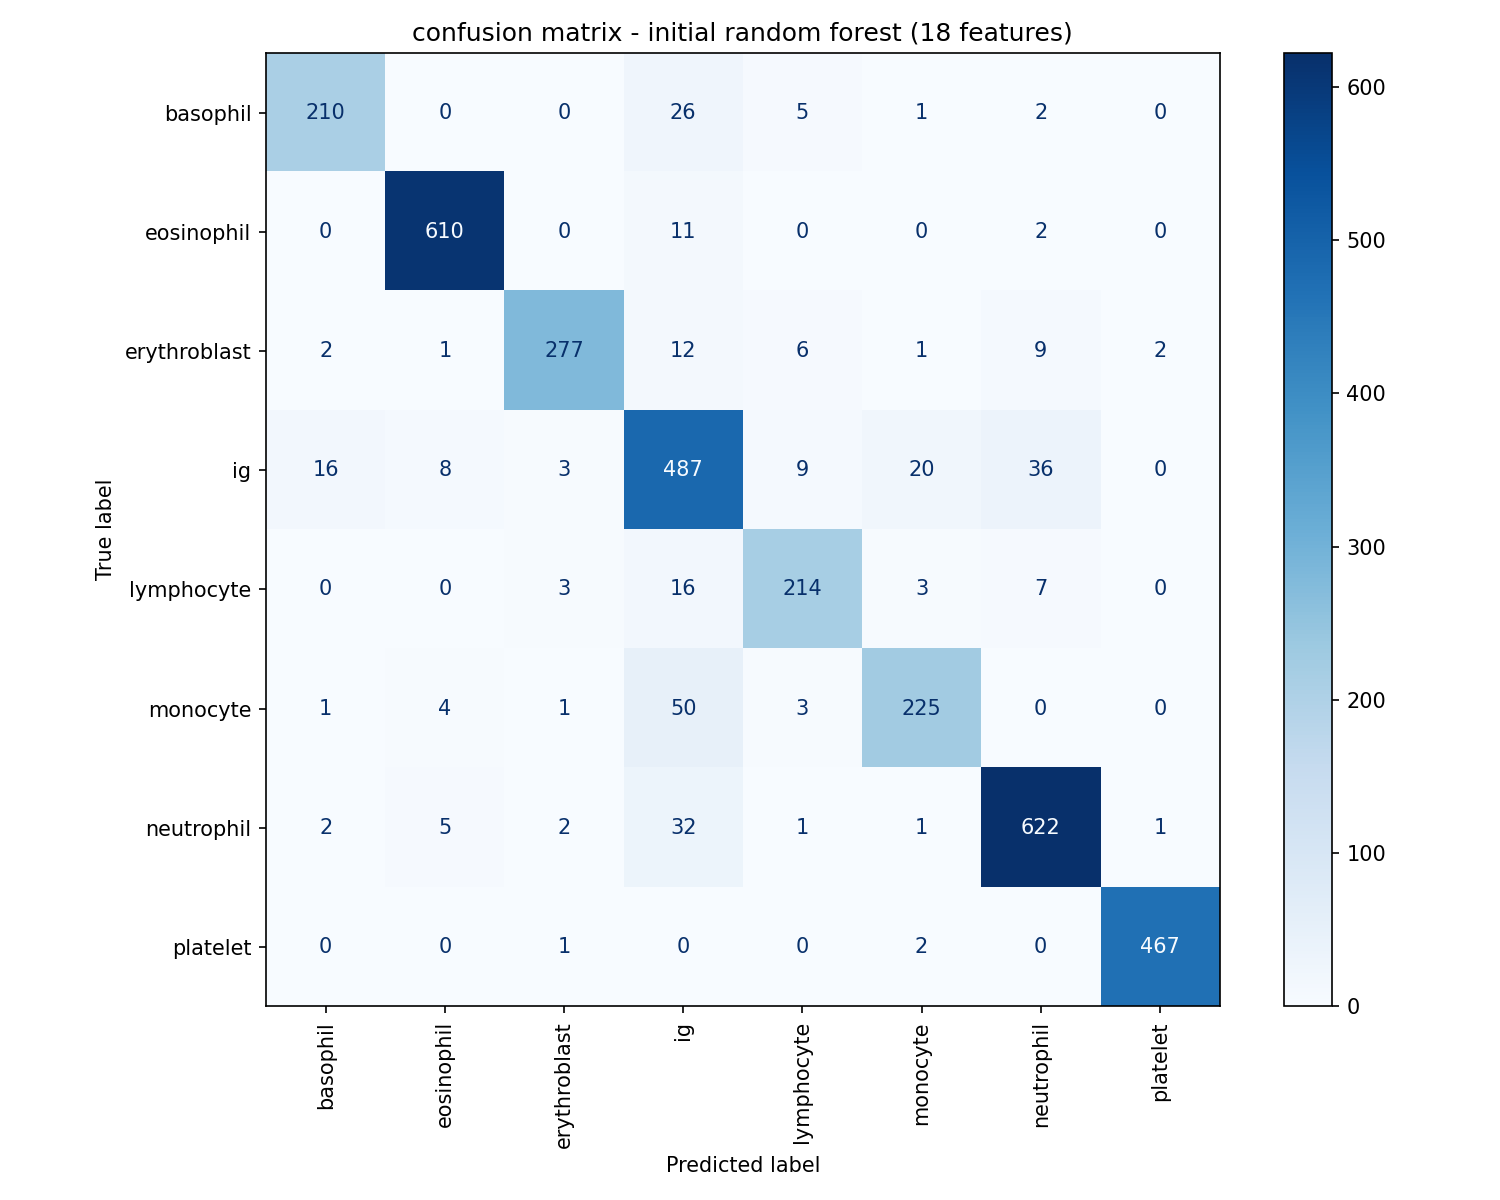 confusion matrix - initial random forest (18 features)
basophil 210 0 0 26 5 1 2 0
eosinophil 0 610 0 11 0 0 2 0
erythroblast 2 1 277 12 6 1 9 2
ig 16 8 3 487 9 20 36 0
lymphocyte 0 0 3 16 214 3 7 0
monocyte 1 4 1 50 3 225 0 0
neutrophil 2 5 2 32 1 1 622 1
platelet 0 0 1 0 0 2 0 467
True label
basophil eosinophil erythroblast ig lymphocyte monocyte neutrophil platelet
Predicted label
600
500
400
300
200
100
0